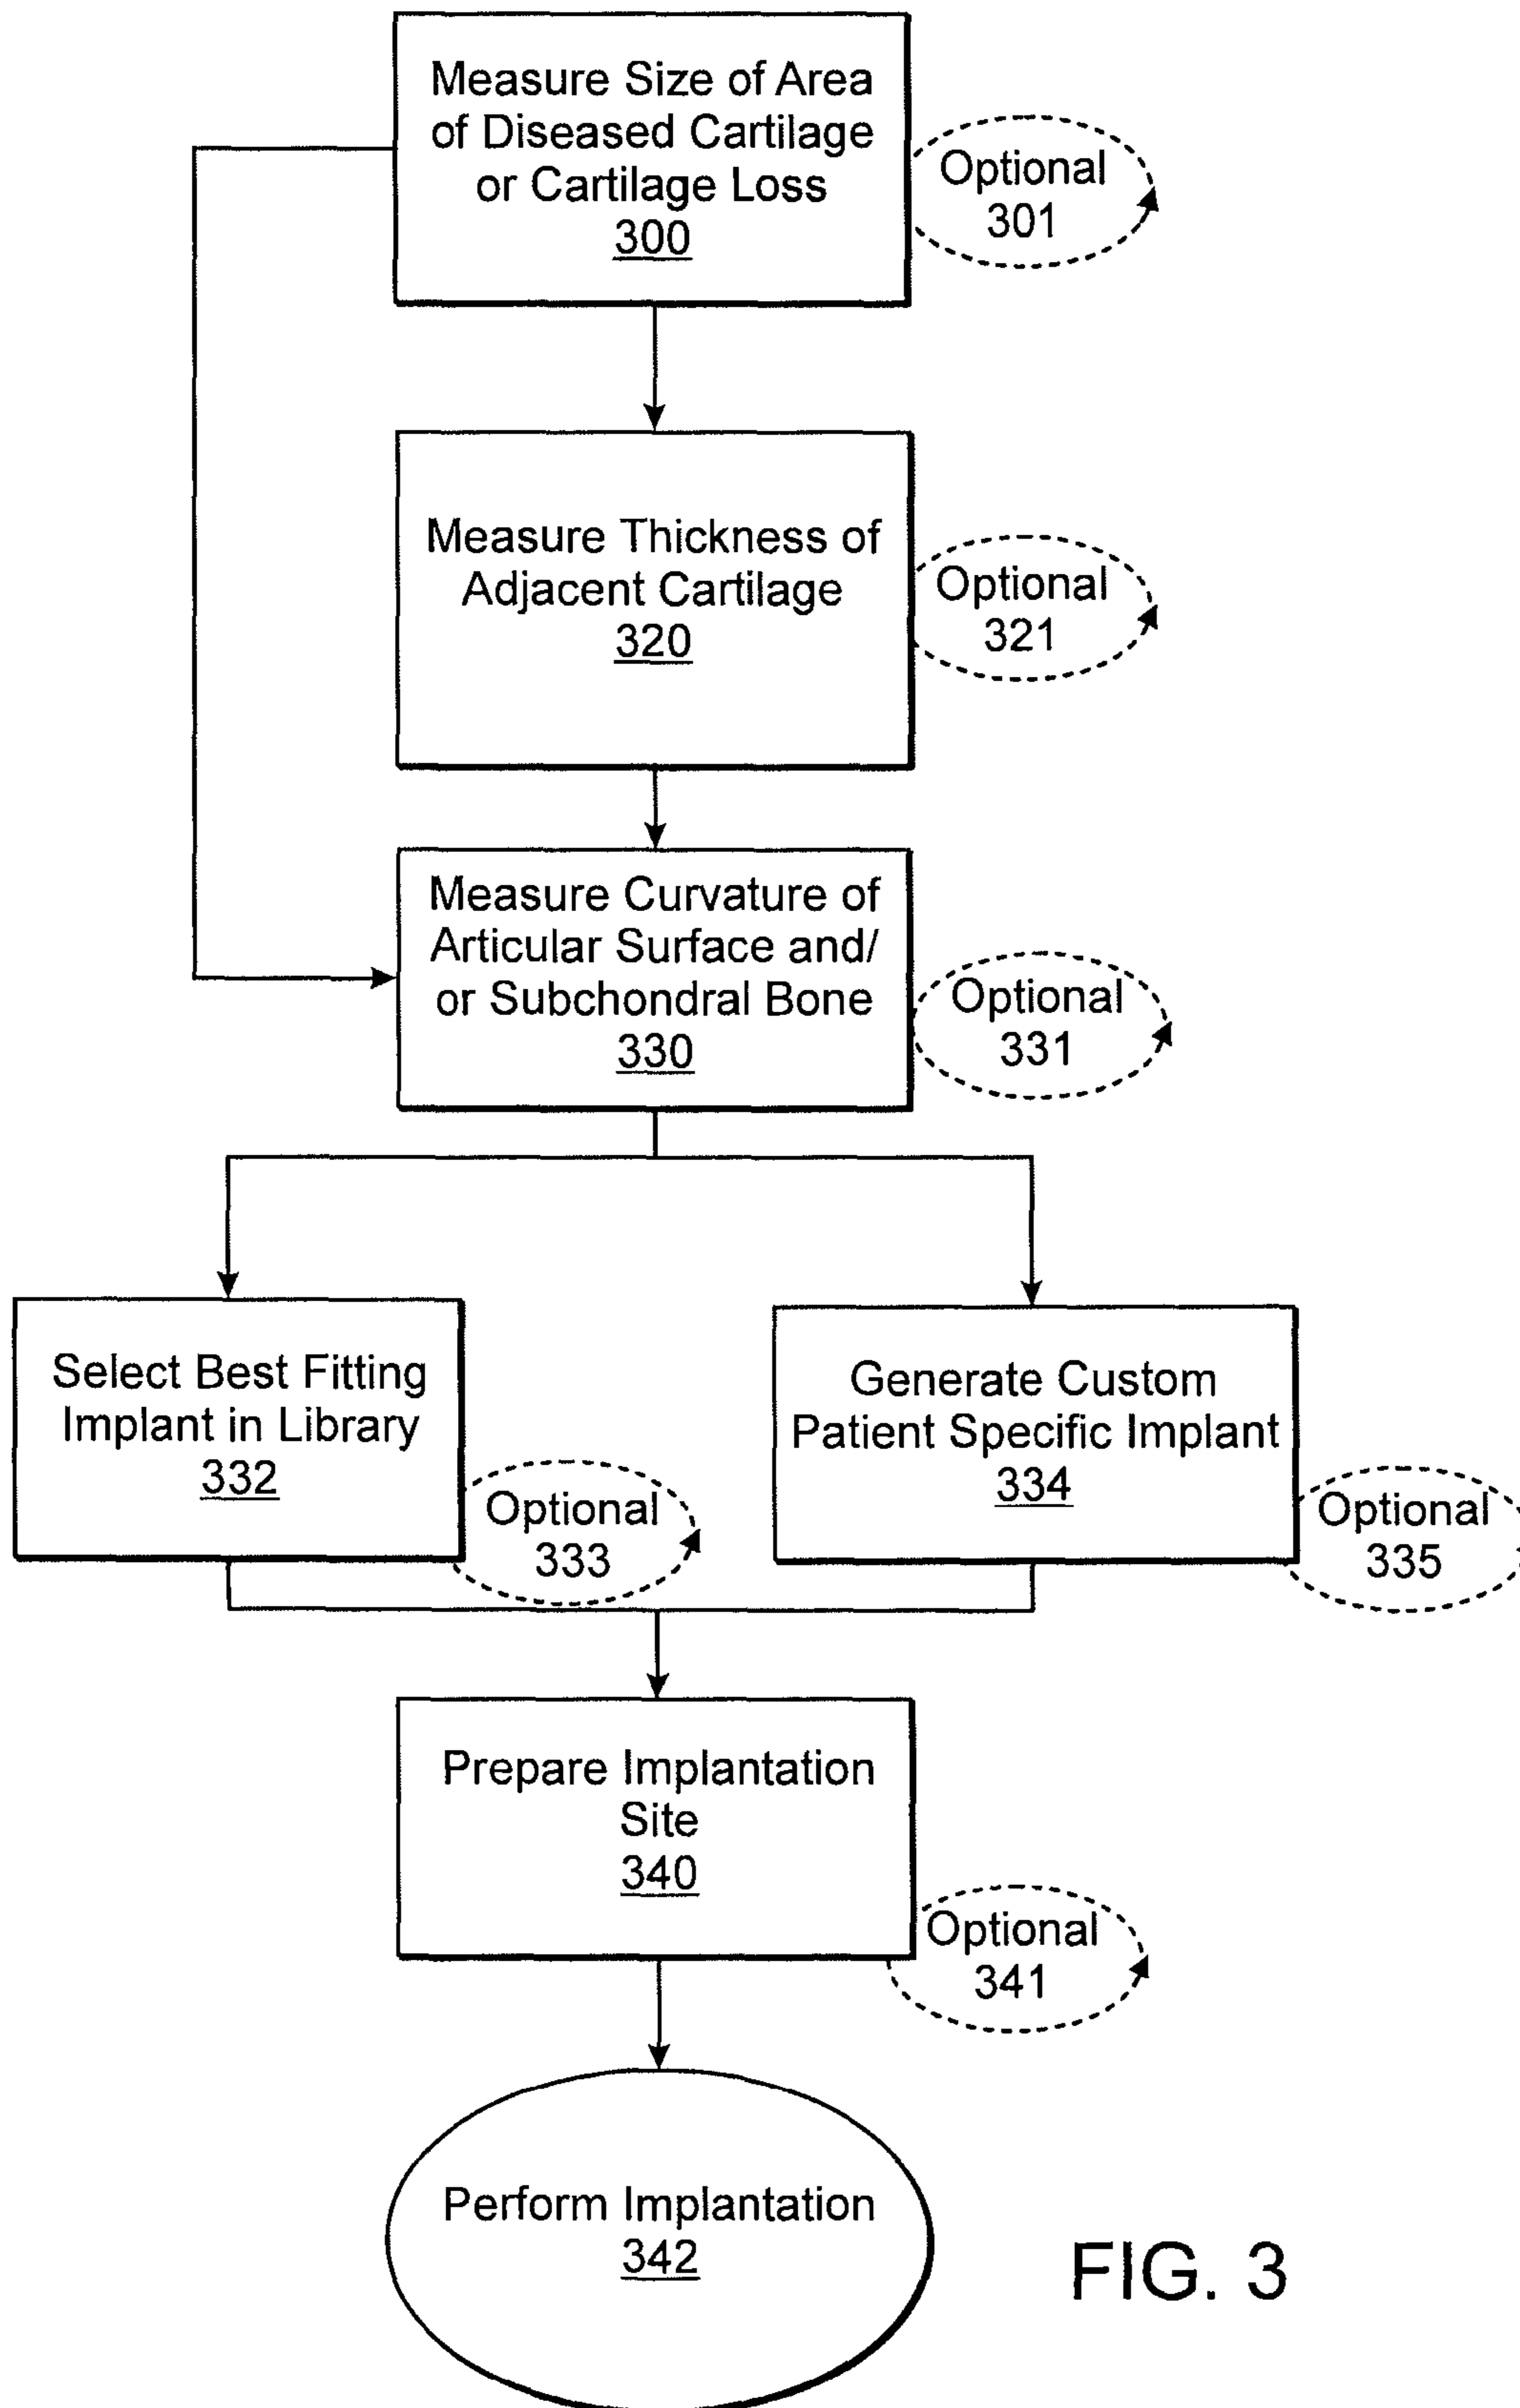 Measure Size of Area
of Diseased Cartilage
or Cartilage Loss
300
Optional
301
Measure Thickness of
Adjacent Cartilage
320
Optional
321
Measure Curvature of
Articular Surface and/
or Subchondral Bone
330
Optional
331
Select Best Fitting
Implant in Library
332
Optional
333
Generate Custom
Patient Specific Implant
334
Optional
335
Prepare Implantation
Site
340
Optional
341
Perform Implantation
342
FIG. 3